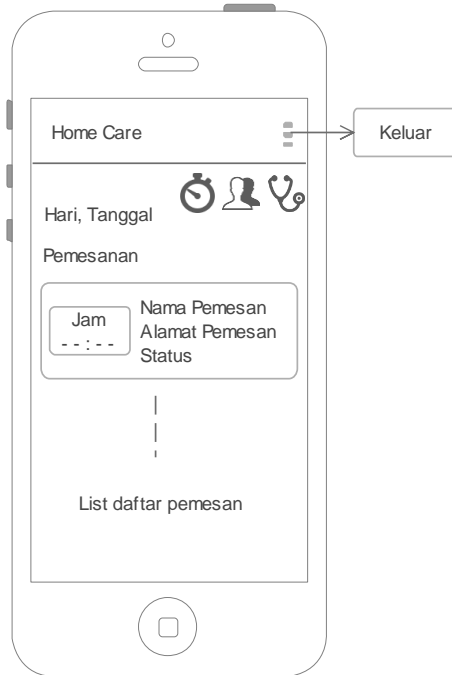 Home Care
Keluar
Hari, Tanggal
Pemesanan
Jam
--:--
Nama Pemesan
Alamat Pemesan
Status
List daftar pemesan